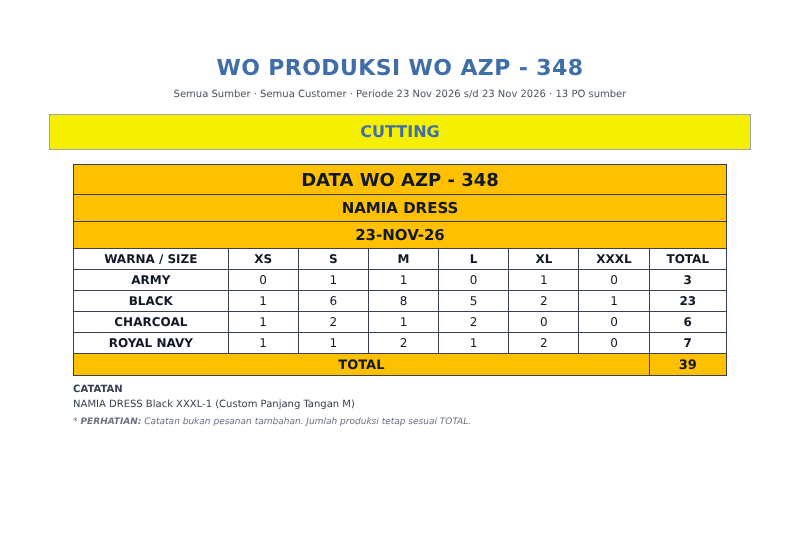 WO PRODUKSI WO AZP - 348
Semua Sumber · Semua Customer · Periode 23 Nov 2026 s/d 23 Nov 2026 · 13 PO sumber
CUTTING
DATA WO AZP - 348
NAMIA DRESS
23-NOV-26
WARNA / SIZE XS S M L XL XXXL TOTAL
ARMY 0 1 1 0 1 0 3
BLACK 1 6 8 5 2 1 23
CHARCOAL 1 2 1 2 0 0 6
ROYAL NAVY 1 1 2 1 2 0 7
TOTAL 39
CATATAN
NAMIA DRESS Black XXXL-1 (Custom Panjang Tangan M)
* PERHATIAN: Catatan bukan pesanan tambahan. Jumlah produksi tetap sesuai TOTAL.